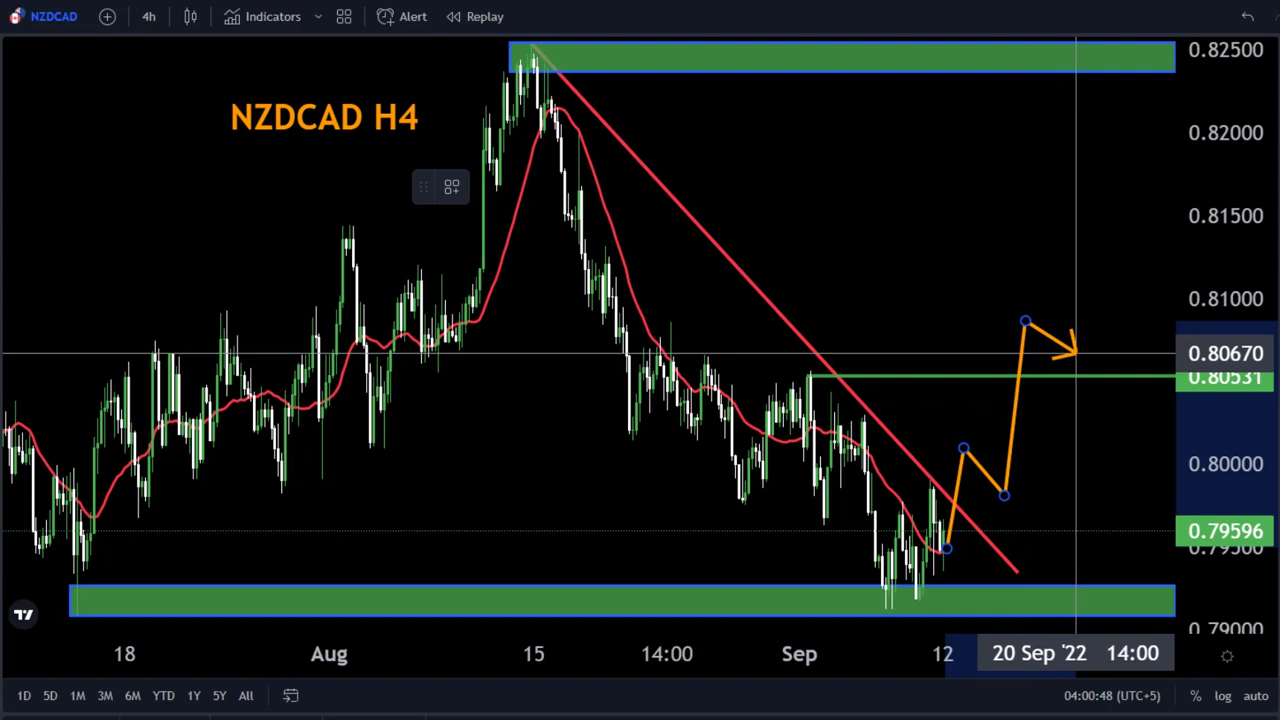 NZDCAD 4h Indicators Alert Replay
0.82500
NZDCAD H4
0.82000
0.81500
0.81000
0.80670
0.80531
0.80000
0.79596
0.79500
0.79000
18 Aug 15 14:00 Sep 12 20 Sep '22 14:00
1D 5D 1M 3M 6M YTD 1Y 5Y All 04:00:48 (UTC+5) % log auto